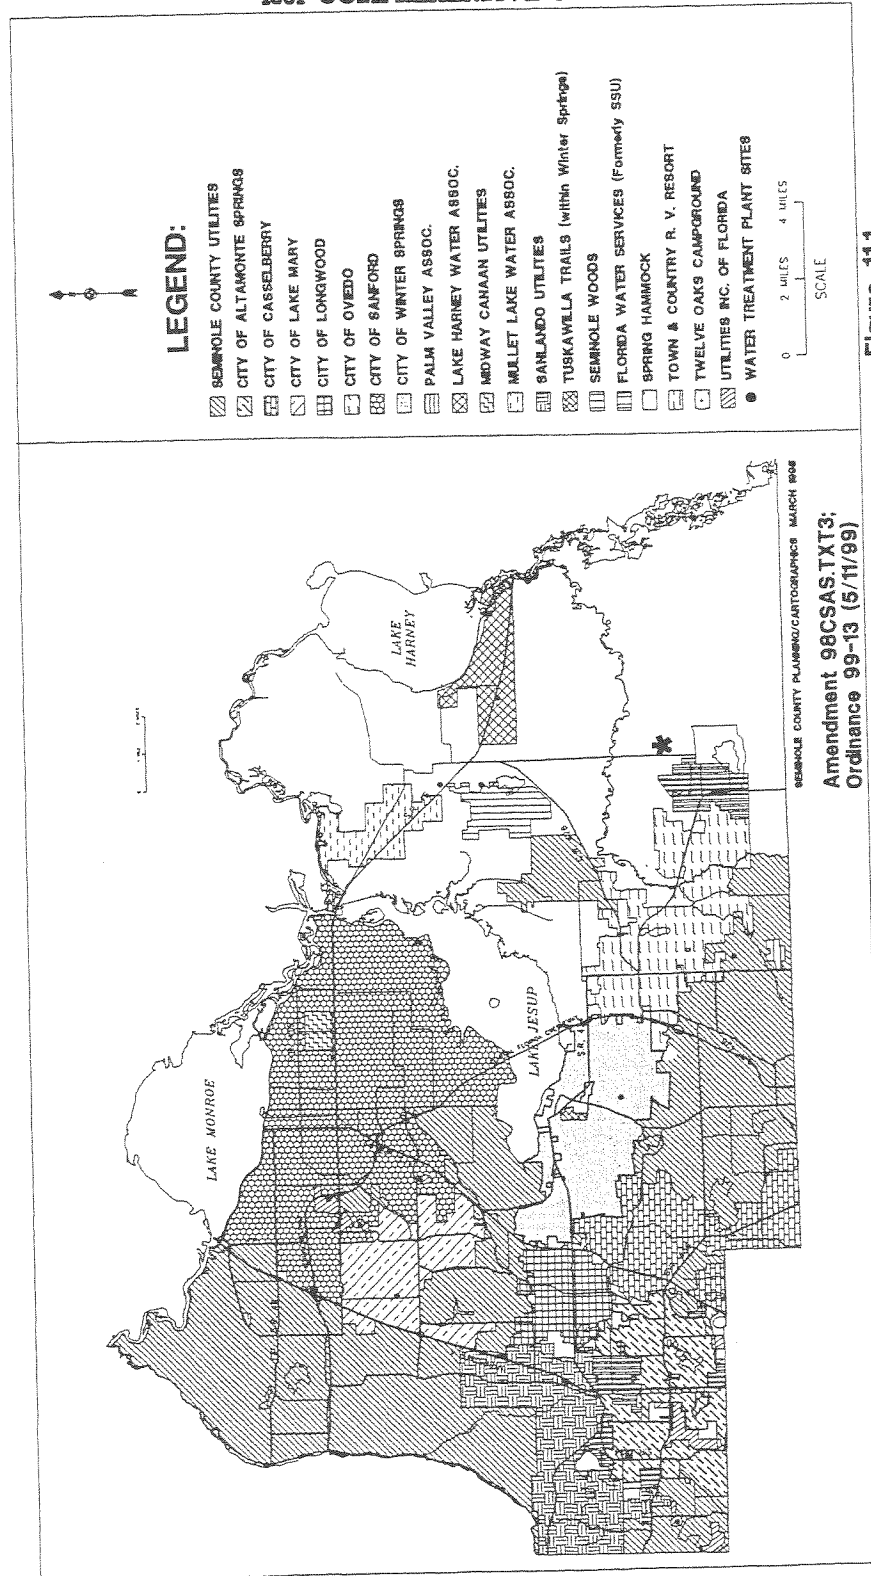 LEGEND:
SEMINOLE COUNTY UTILITIES
CITY OF ALTAMONTE SPRINGS
CITY OF CASSELBERRY
CITY OF LAKE MARY
CITY OF LONGWOOD
CITY OF OVIEDO
CITY OF SANFORD
CITY OF WINTER SPRINGS
PALM VALLEY ASSOC.
LAKE HARNEY WATER ASSOC.
MIDWAY CANAAN UTILITIES
MULLET LAKE WATER ASSOC.
SANLANDO UTILITIES
TUSKAWILLA TRAILS (within Winter Springs)
SEMINOLE WOODS
FLORIDA WATER SERVICES (Formerly SSU)
SPRING HAMMOCK
TOWN & COUNTRY R. V. RESORT
TWELVE OAKS CAMPGROUND
UTILITIES INC. OF FLORIDA
WATER TREATMENT PLANT SITES
0 2 MILES 4 MILES
SCALE
LAKE MONROE
LAKE JESUP
LAKE
HARNEY
S.R. 4
*
SEMINOLE COUNTY PLANNING/CARTOGRAPHICS MARCH 1998
Amendment 98CSAS.TXT3;
Ordinance 99-13 (5/11/99)